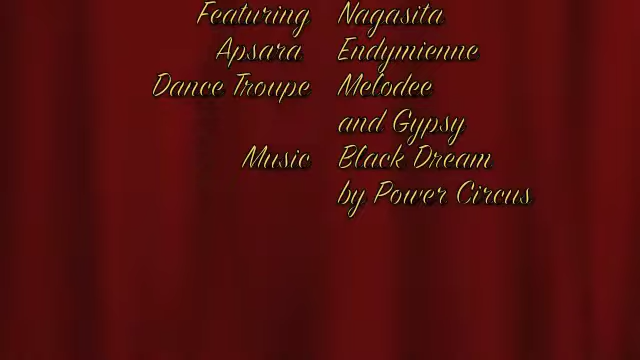 Featuring Nagasita
Apsara Endymienne
Dance Troupe Melodee
and Gypsy
Music Black Dream
by Power Circus